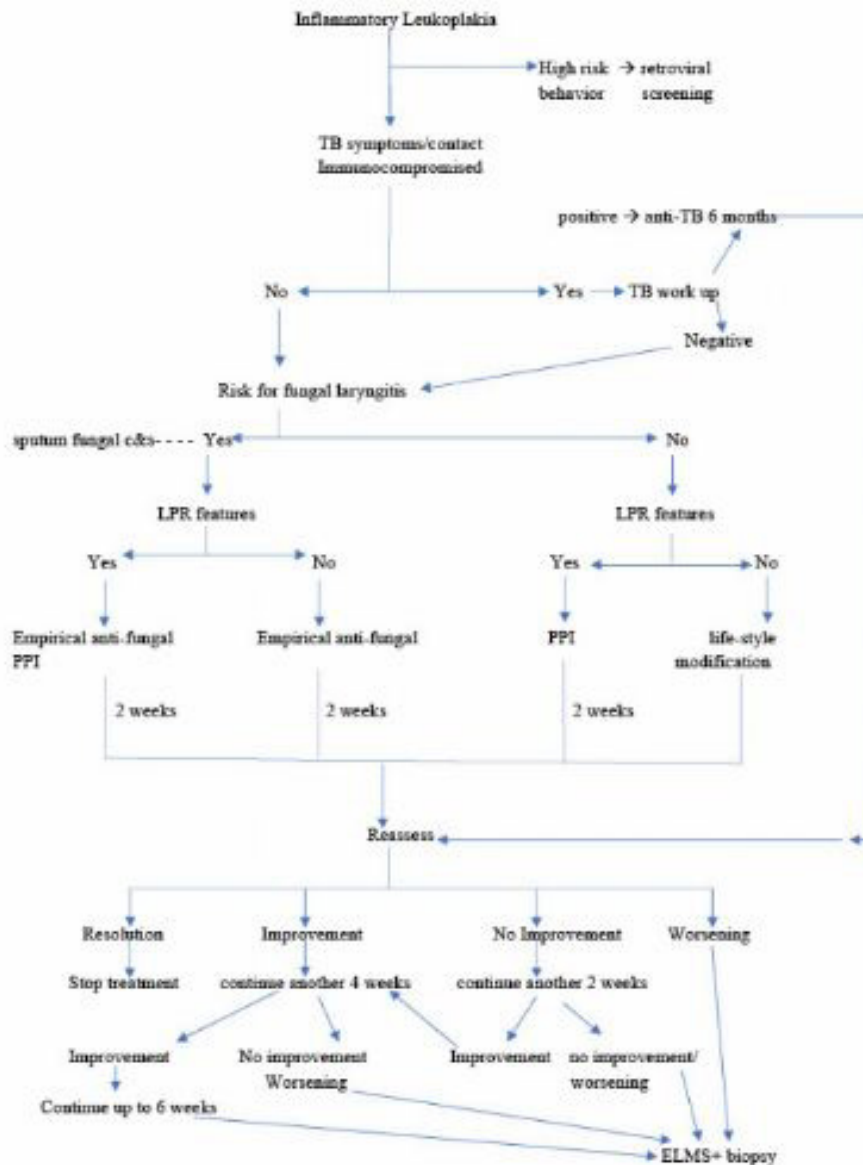 Inflammatory Leukoplakia
High risk → retroviral
behavior screening
TB symptoms/contact
Immunocompromised
positive → anti-TB 6 months
No
Yes
TB work up
Negative
Risk for fungal laryngitis
sputum fungal c&s---- Yes
No
LPR features
LPR features
Yes
No
Yes
No
Empirical anti-fungal
PPI
Empirical anti-fungal
PPI
life-style
modification
2 weeks
2 weeks
2 weeks
Reassess
Resolution
Improvement
No Improvement
Worsening
Stop treatment
continue another 4 weeks
continue another 2 weeks
Improvement
No improvement
Worsening
Improvement
no improvement/
worsening
Continue up to 6 weeks
ELMS+ biopsy